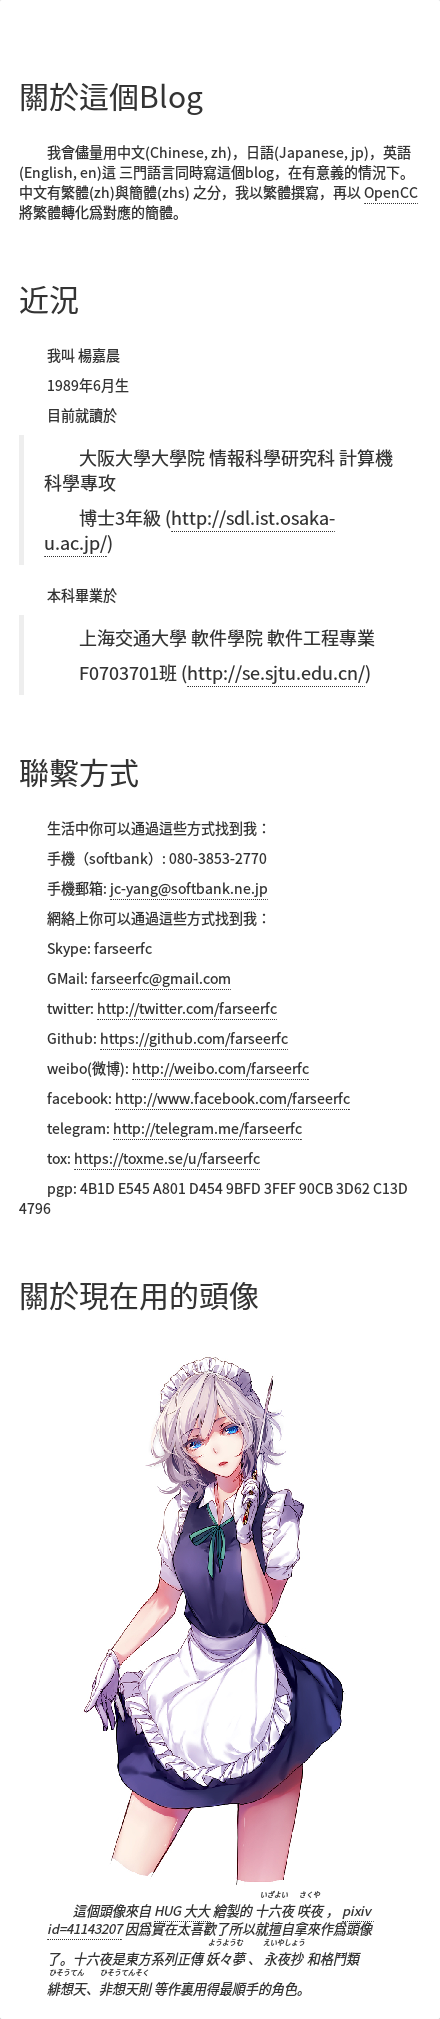 關於這個Blog
我會儘量用中文(Chinese, zh)，日語(Japanese, jp)，英語
(English, en)這 三門語言同時寫這個blog，在有意義的情況下。
中文有繁體(zh)與簡體(zhs) 之分，我以繁體撰寫，再以 OpenCC
將繁體轉化爲對應的簡體。
近況
我叫 楊嘉晨
1989年6月生
目前就讀於
大阪大學大學院 情報科學研究科 計算機
科學專攻
博士3年級 (http://sdl.ist.osaka-
u.ac.jp/)
本科畢業於
上海交通大學 軟件學院 軟件工程專業
F0703701班 (http://se.sjtu.edu.cn/)
聯繫方式
生活中你可以通過這些方式找到我：
手機（softbank）: 080-3853-2770
手機郵箱: jc-yang@softbank.ne.jp
網絡上你可以通過這些方式找到我：
Skype: farseerfc
GMail: farseerfc@gmail.com
twitter: http://twitter.com/farseerfc
Github: https://github.com/farseerfc
weibo(微博): http://weibo.com/farseerfc
facebook: http://www.facebook.com/farseerfc
telegram: http://telegram.me/farseerfc
tox: https://toxme.se/u/farseerfc
pgp: 4B1D E545 A801 D454 9BFD 3FEF 90CB 3D62 C13D
4796
關於現在用的頭像
いざよい さくや
這個頭像來自 HUG 大大 繪製的 十六夜 咲夜 ， pixiv
id=41143207 因爲實在太喜歡了所以就擅自拿來作爲頭像
ようようむ えいやしょう
了。十六夜是東方系列正傳 妖々夢 、 永夜抄 和格鬥類
ひそうてん ひそうてんそく
緋想天、非想天則 等作裏用得最順手的角色。